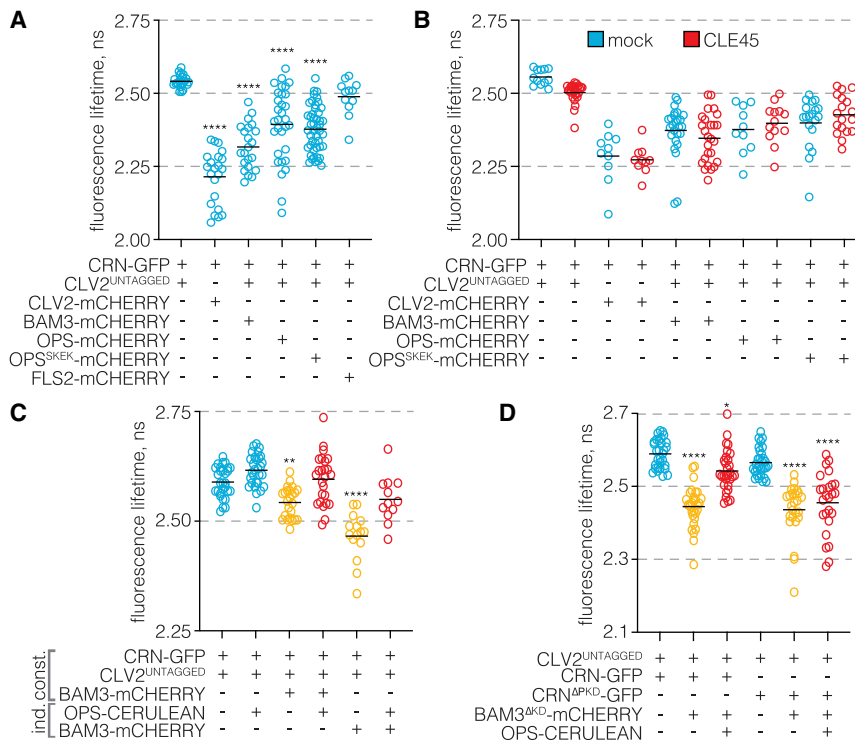 A
fluorescence lifetime, ns
2.75
2.50
2.25
2.00
****
****
****
****
CRN-GFP + + + + + +
CLV2UNTAGGED + - + + + +
CLV2-mCHERRY - + - - - -
BAM3-mCHERRY - - + - - -
OPS-mCHERRY - - - + - -
OPSSKEK-mCHERRY - - - - + -
FLS2-mCHERRY - - - - - +
B
mock CLE45
fluorescence lifetime, ns
2.75
2.50
2.25
2.00
CRN-GFP + + + + + + + + + +
CLV2UNTAGGED + + - - + + + + + +
CLV2-mCHERRY - - + + - - - - - -
BAM3-mCHERRY - - - - + + - - - -
OPS-mCHERRY - - - - - - + + - -
OPSSKEK-mCHERRY - - - - - - - - + +
C
fluorescence lifetime, ns
2.75
2.50
2.25
**
****
ind. const.
CRN-GFP + + + + + +
CLV2UNTAGGED + + + + + +
BAM3-mCHERRY - - + + - -
OPS-CERULEAN - + - + - +
BAM3-mCHERRY - - - - + +
D
fluorescence lifetime, ns
2.7
2.5
2.3
2.1
****
*
****
****
CLV2UNTAGGED + + + + + +
CRN-GFP + + + - - -
CRNΔPKD-GFP - - - + + +
BAM3ΔKD-mCHERRY - + + - + +
OPS-CERULEAN - - + - - +